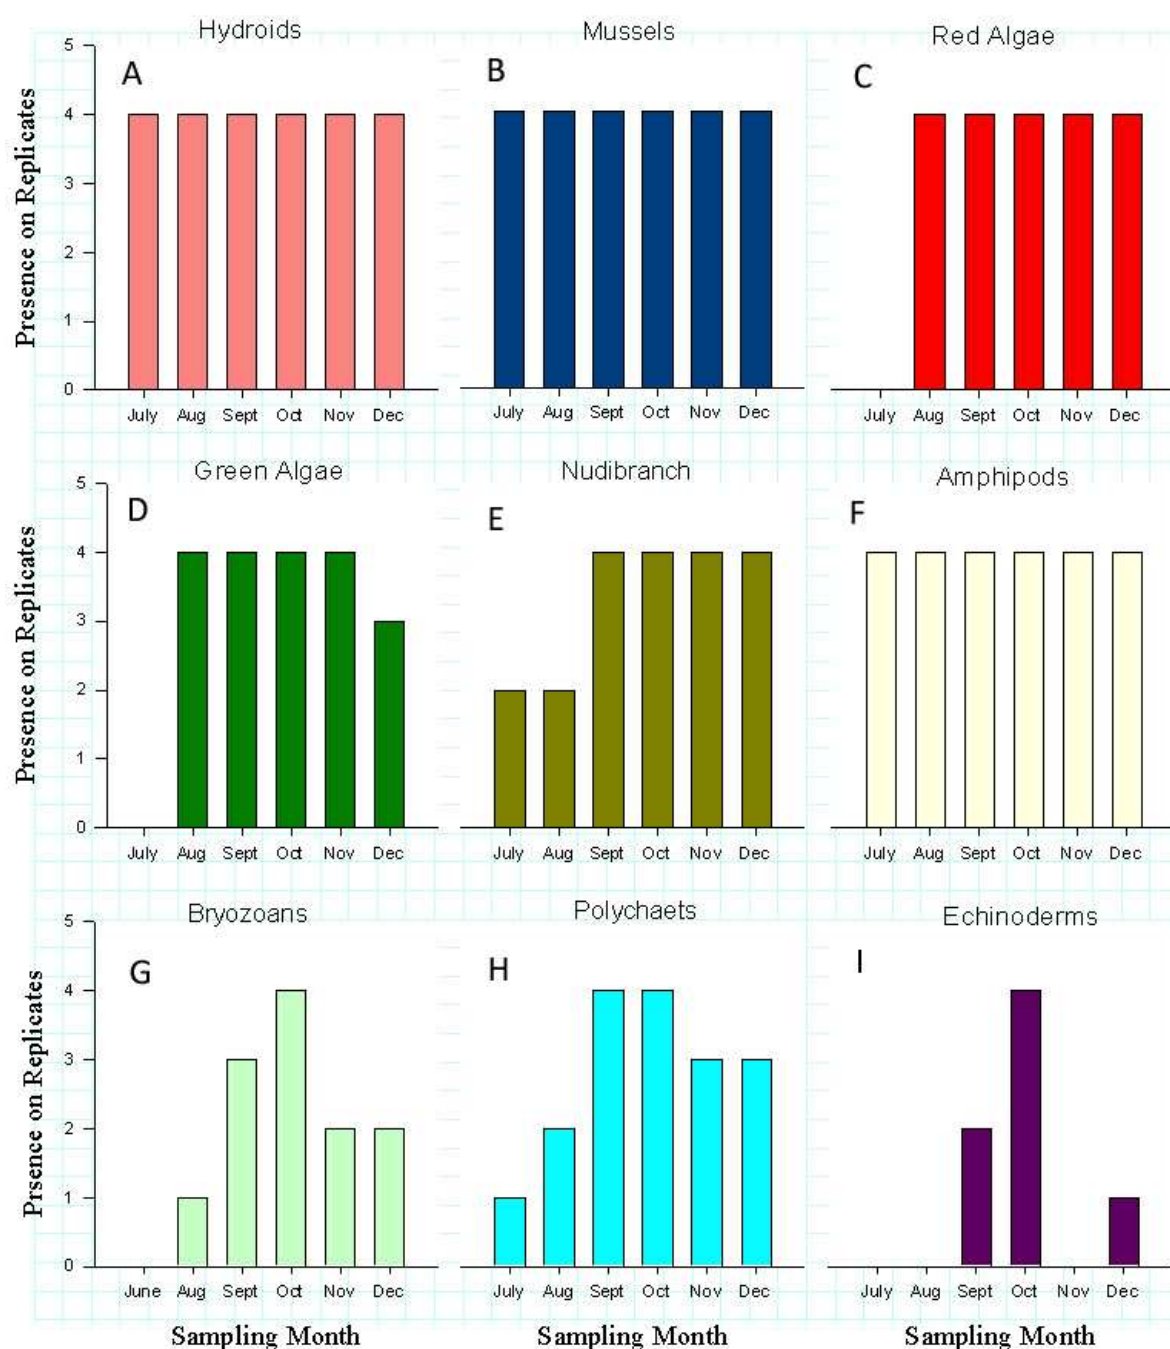 Hydroids
Mussels
Red Algae
A
B
C
Presence on Replicates
5
4
3
2
1
0
July Aug Sept Oct Nov Dec
July Aug Sept Oct Nov Dec
July Aug Sept Oct Nov Dec
Green Algae
Nudibranch
Amphipods
D
E
F
Presence on Replicates
5
4
3
2
1
0
July Aug Sept Oct Nov Dec
July Aug Sept Oct Nov Dec
July Aug Sept Oct Nov Dec
Bryozoans
Polychaets
Echinoderms
G
H
I
Prsence on Replicates
5
4
3
2
1
0
June Aug Sept Oct Nov Dec
July Aug Sept Oct Nov Dec
July Aug Sept Oct Nov Dec
Sampling Month
Sampling Month
Sampling Month